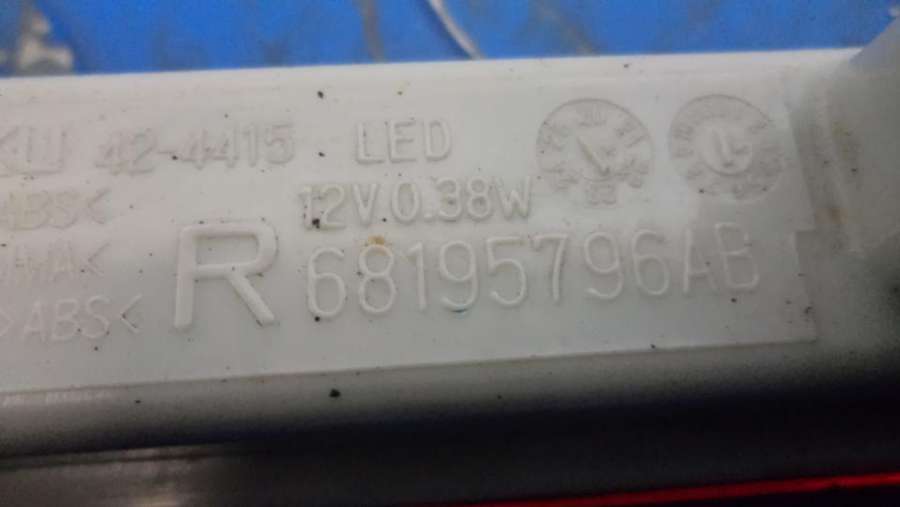 42-4415 LED
12V 0.38W
ABS<
R 68195796AB
>ABS<